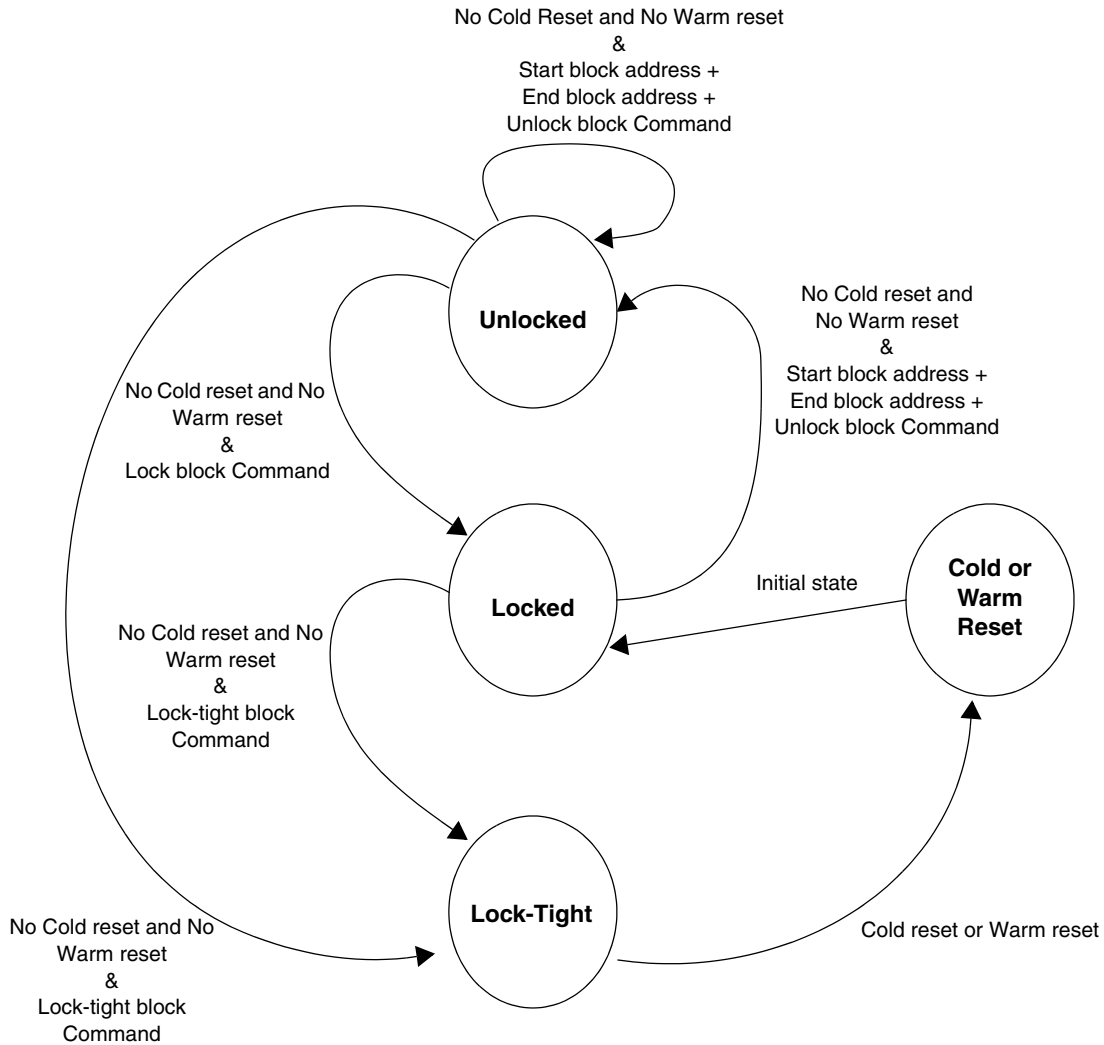 No Cold Reset and No Warm reset
&
Start block address +
End block address +
Unlock block Command
Unlocked
No Cold reset and
No Warm reset
&
Start block address +
End block address +
Unlock block Command
No Cold reset and No
Warm reset
&
Lock block Command
Locked
Initial state
Cold or
Warm
Reset
No Cold reset and No
Warm reset
&
Lock-tight block
Command
Lock-Tight
Cold reset or Warm reset
No Cold reset and No
Warm reset
&
Lock-tight block
Command